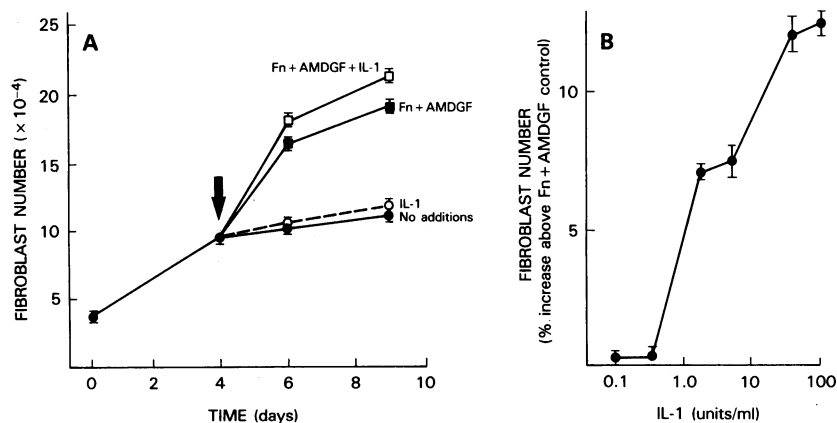 A
FIBROBLAST NUMBER (× 10⁻⁴)
25
20
15
10
5
Fn + AMDGF + IL-1
Fn + AMDGF
IL-1
No additions
0 2 4 6 8 10
TIME (days)
B
FIBROBLAST NUMBER
(%. increase above Fn + AMDGF control)
10
5
0.1 1.0 10 100
IL-1 (units/ml)